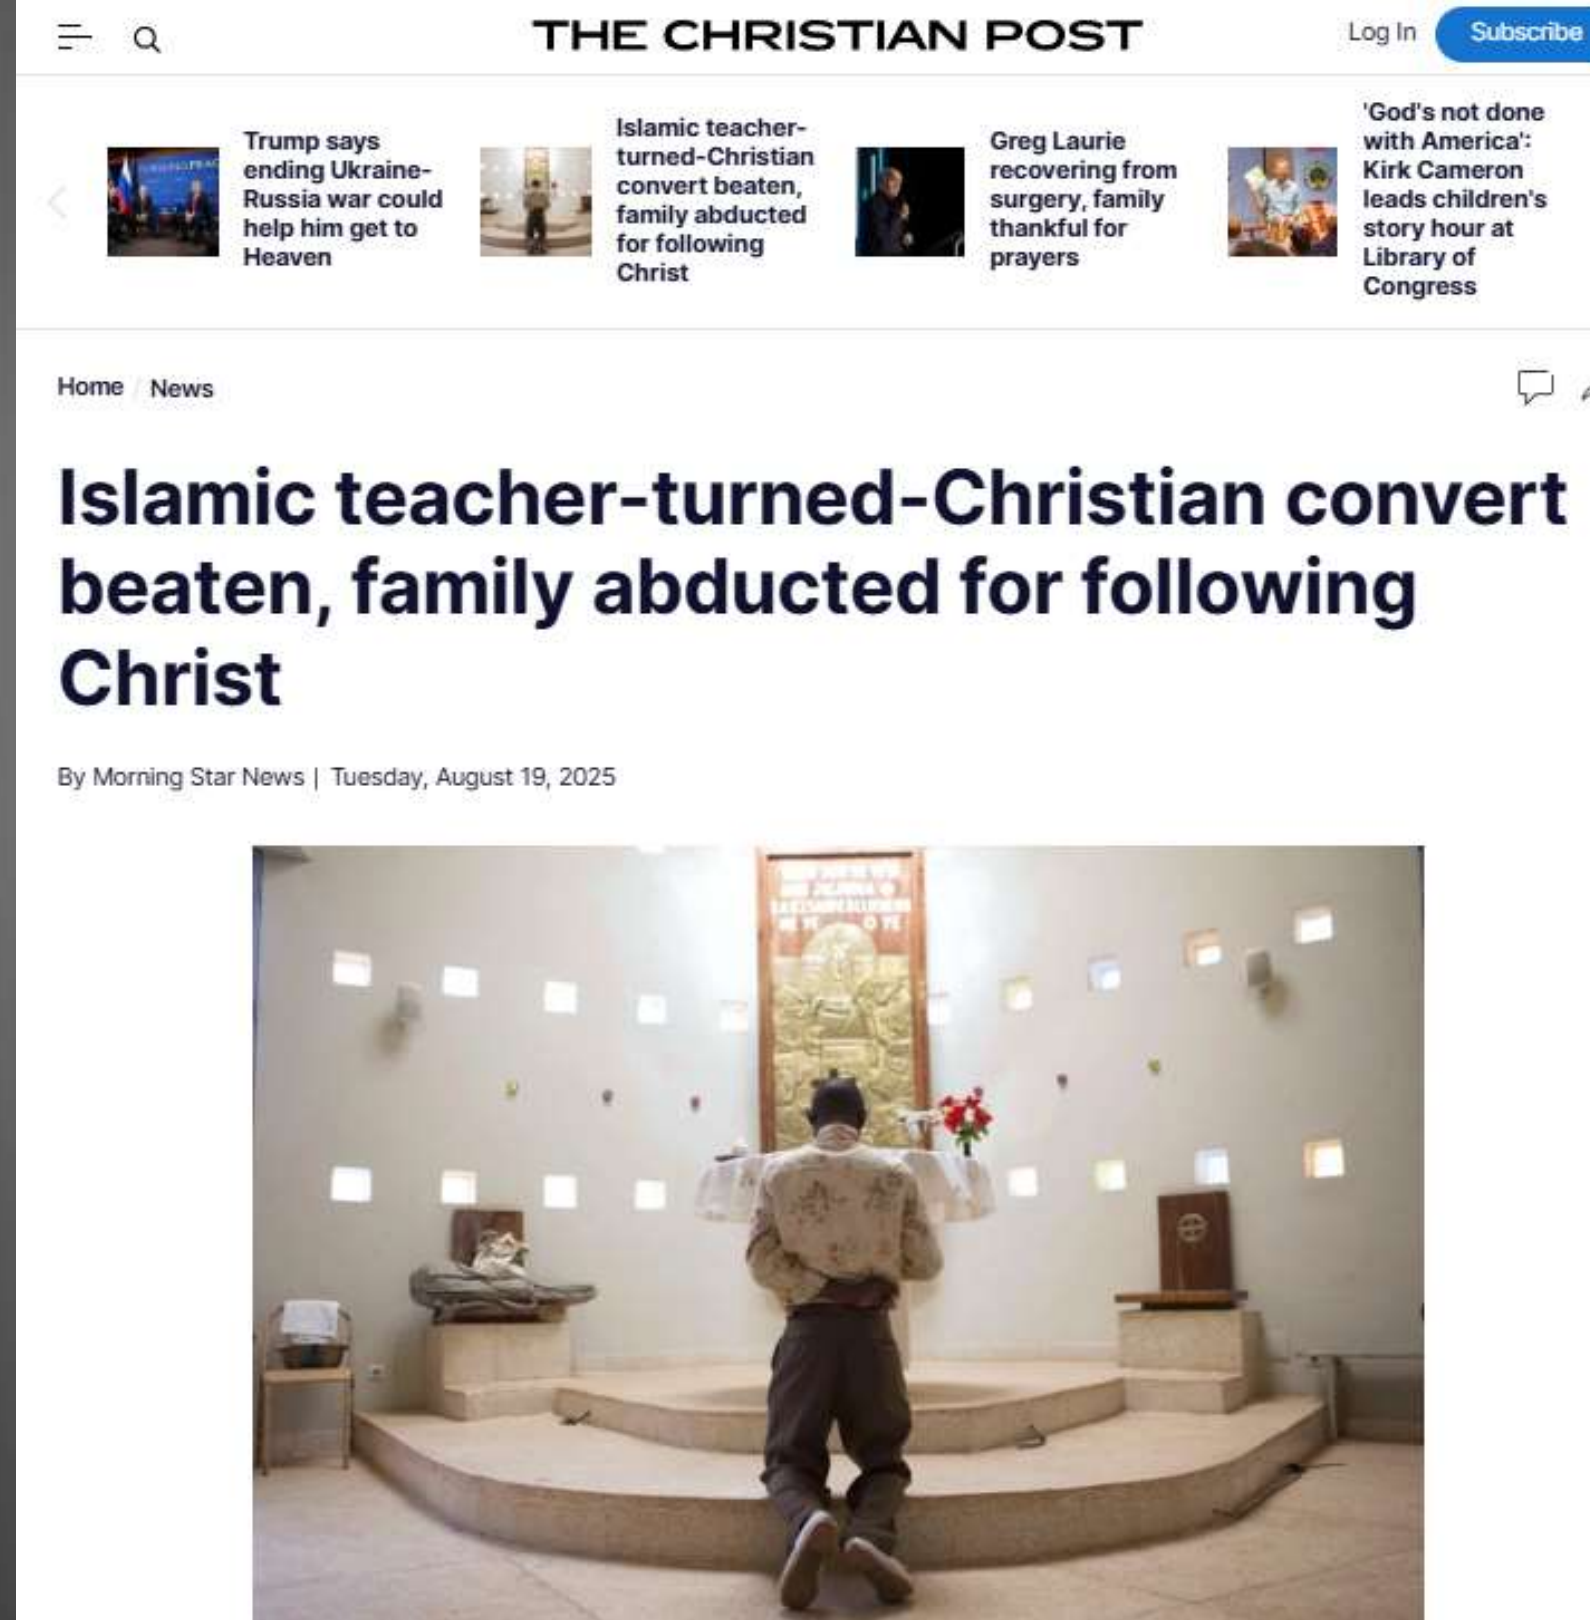 THE CHRISTIAN POST
Log In
Subscribe
Trump says
ending Ukraine-
Russia war could
help him get to
Heaven
Islamic teacher-
turned-Christian
convert beaten,
family abducted
for following
Christ
Greg Laurie
recovering from
surgery, family
thankful for
prayers
'God's not done
with America':
Kirk Cameron
leads children's
story hour at
Library of
Congress
Home / News
Islamic teacher-turned-Christian convert
beaten, family abducted for following
Christ
By Morning Star News | Tuesday, August 19, 2025